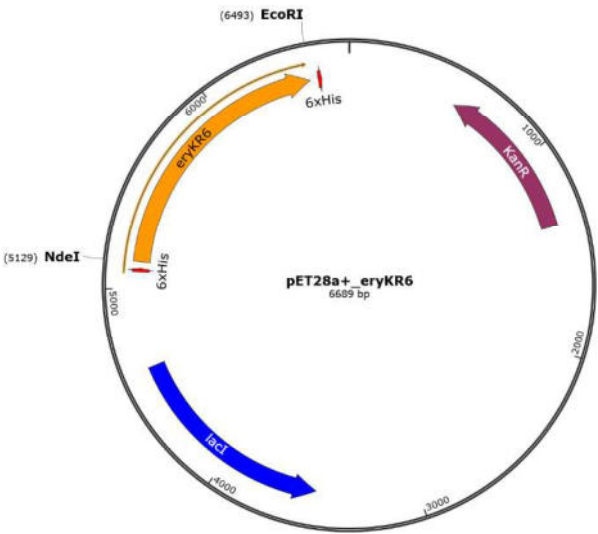 (6493) EcoRI
6xHis
6000
eryKR6
1000
KanR
(5129) NdeI
6xHis
5000
pET28a+_eryKR6
6689 bp
2000
lacI
4000
3000